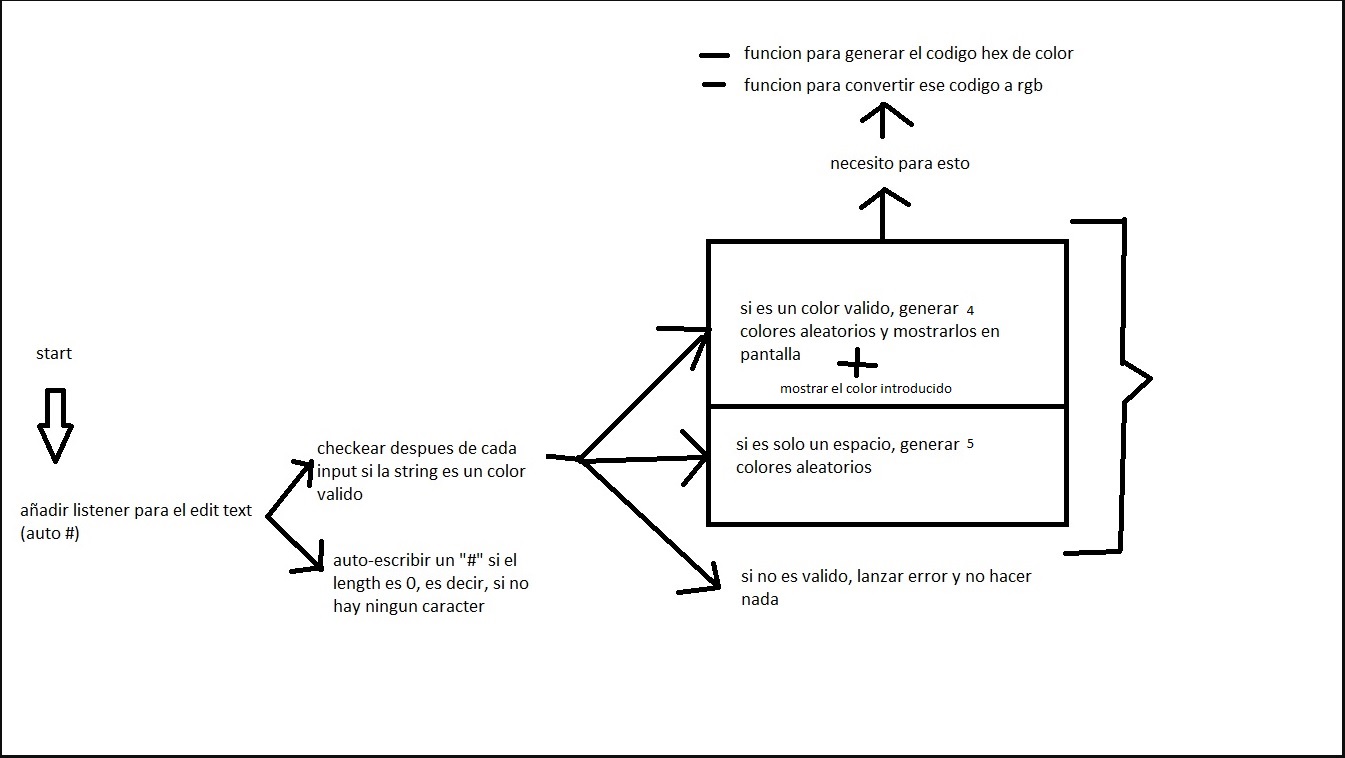 funcion para generar el codigo hex de color
funcion para convertir ese codigo a rgb
necesito para esto
si es un color valido, generar 4
colores aleatorios y mostrarlos en
pantalla
mostrar el color introducido
si es solo un espacio, generar 5
colores aleatorios
si no es valido, lanzar error y no hacer
nada
start
añadir listener para el edit text
(auto #)
checkear despues de cada
input si la string es un color
valido
auto-escribir un "#" si el
length es 0, es decir, si no
hay ningun caracter